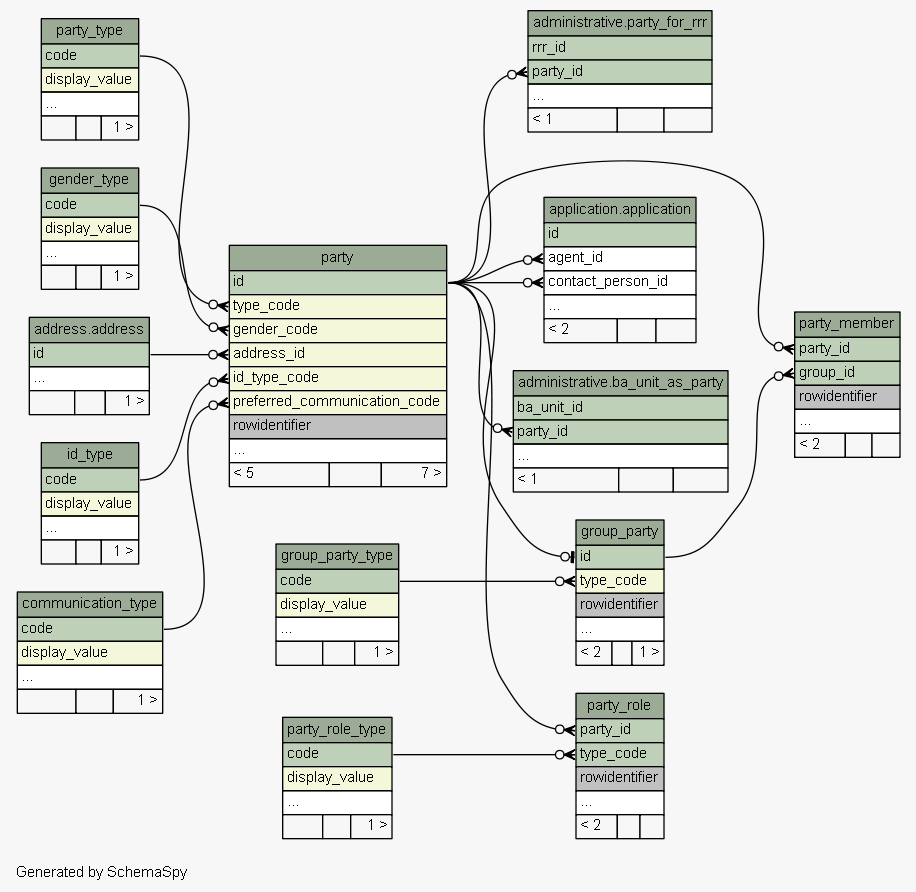 party_type
code
display_value
...
1 >
gender_type
code
display_value
...
1 >
address.address
id
...
1 >
id_type
code
display_value
...
1 >
communication_type
code
display_value
...
1 >
party
id
type_code
gender_code
address_id
id_type_code
preferred_communication_code
rowidentifier
...
< 5 7 >
group_party_type
code
display_value
...
1 >
party_role_type
code
display_value
...
1 >
administrative.party_for_rrr
rrr_id
party_id
...
< 1
application.application
id
agent_id
contact_person_id
...
< 2
administrative.ba_unit_as_party
ba_unit_id
party_id
...
< 1
group_party
id
type_code
rowidentifier
...
< 2 1 >
party_role
party_id
type_code
rowidentifier
...
< 2
party_member
party_id
group_id
rowidentifier
...
< 2
Generated by SchemaSpy